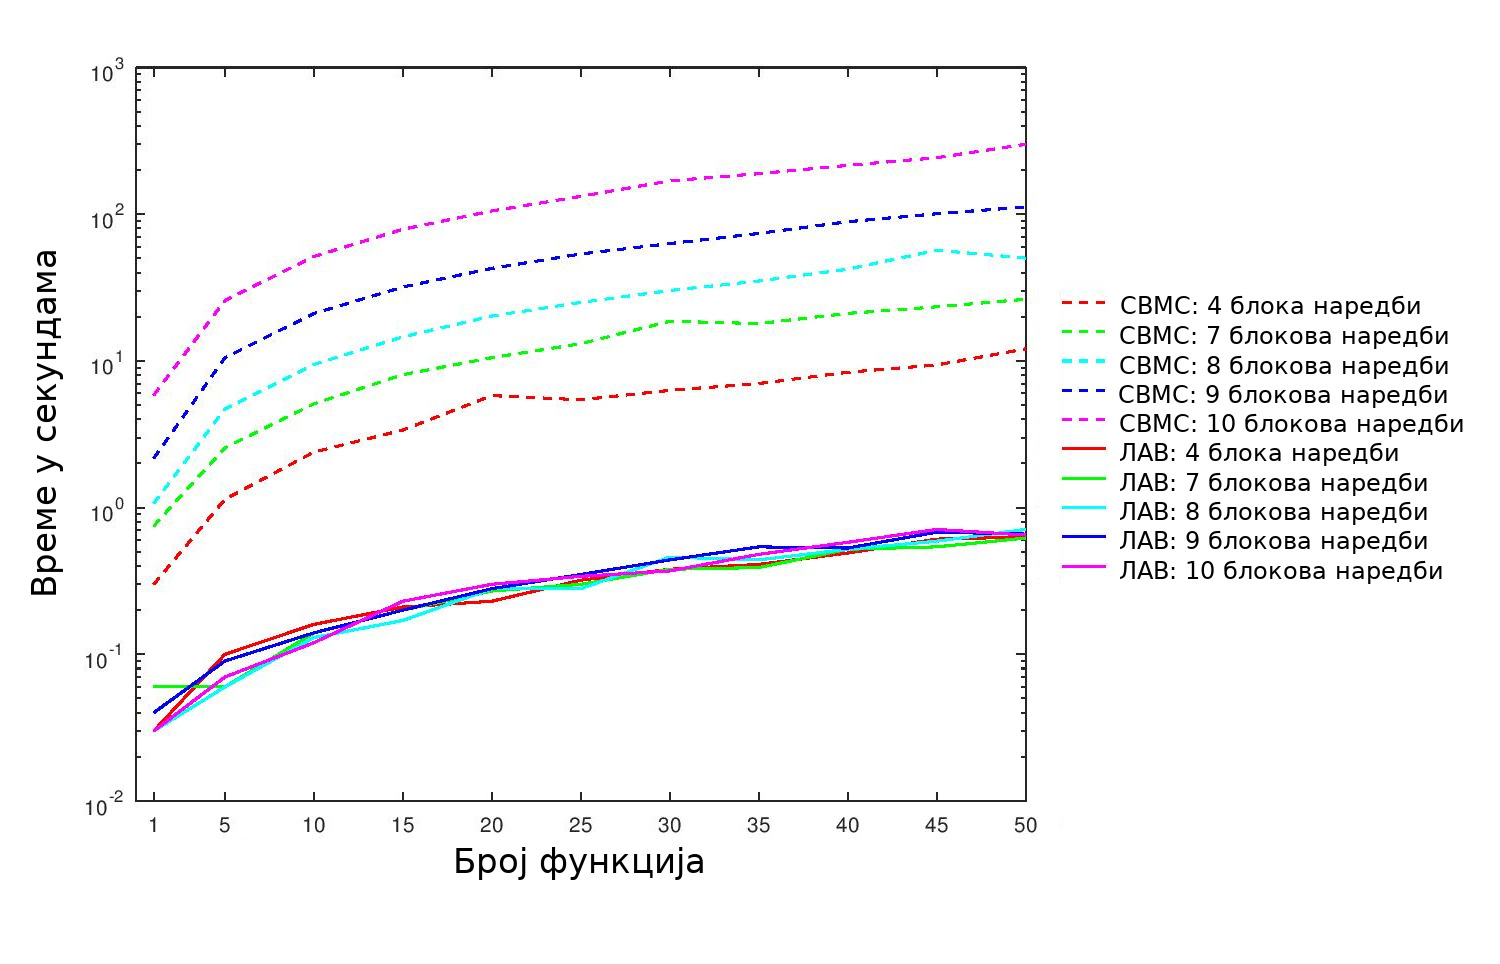 10^3
10^2
10^1
10^0
10^-1
10^-2
Време у секундама
1 5 10 15 20 25 30 35 40 45 50
Број функција
СВМС: 4 блока наредби
СВМС: 7 блокова наредби
СВМС: 8 блокова наредби
СВМС: 9 блокова наредби
СВМС: 10 блокова наредби
ЛАВ: 4 блока наредби
ЛАВ: 7 блокова наредби
ЛАВ: 8 блокова наредби
ЛАВ: 9 блокова наредби
ЛАВ: 10 блокова наредби